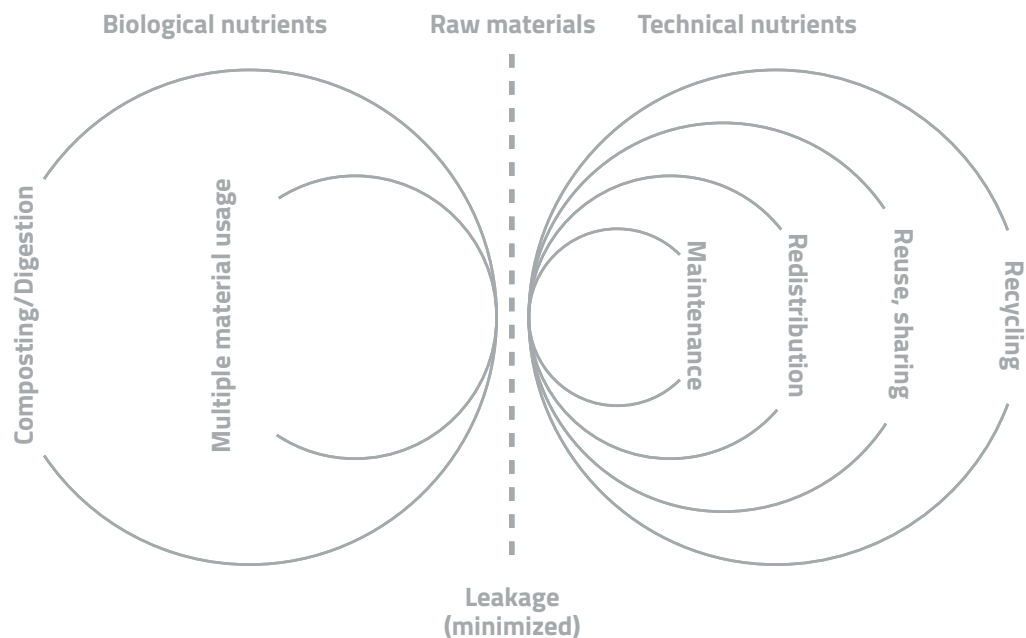 Biological nutrients
Raw materials
Technical nutrients
Composting/Digestion
Multiple material usage
Maintenance
Redistribution
Reuse, sharing
Recycling
Leakage
(minimized)